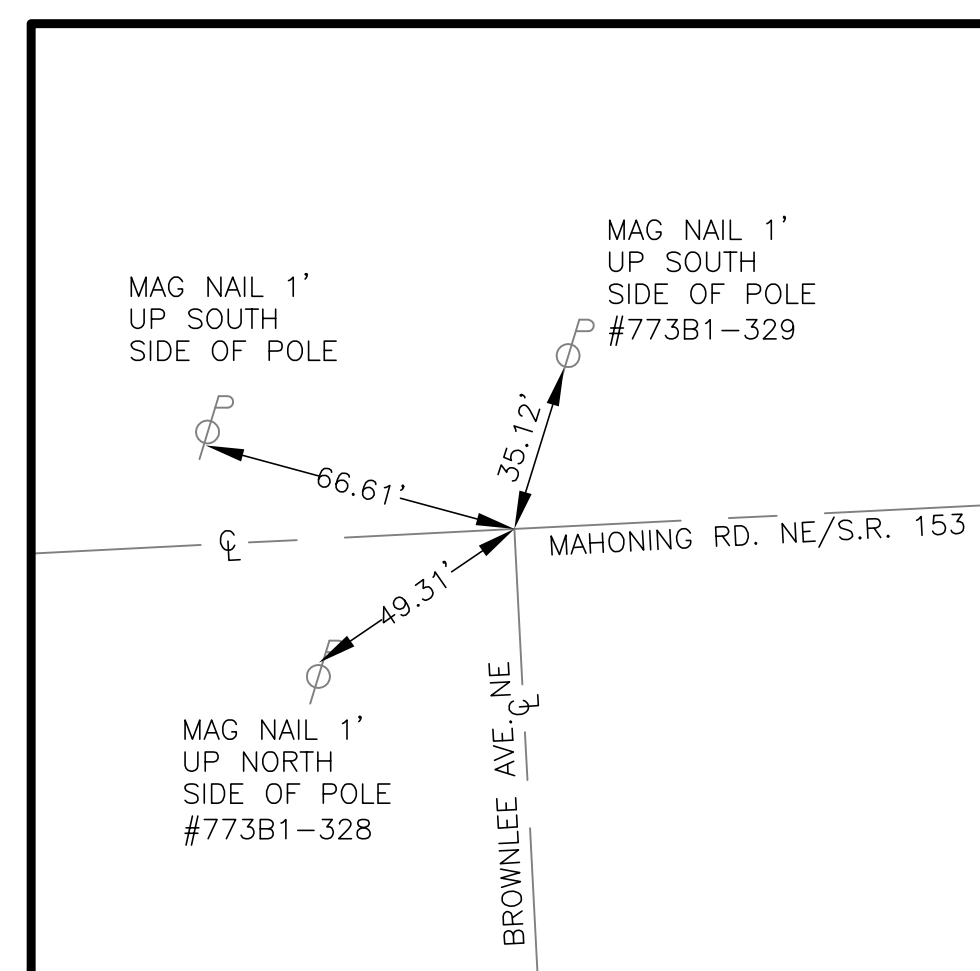 MAG NAIL 1'
UP SOUTH
SIDE OF POLE
#773B1-329
MAG NAIL 1'
UP SOUTH
SIDE OF POLE
P
P
35.12'
66.61'
℄
MAHONING RD. NE/S.R. 153
49.31'
P
MAG NAIL 1'
UP NORTH
SIDE OF POLE
#773B1-328
BROWNLEE AVE. NE
℄